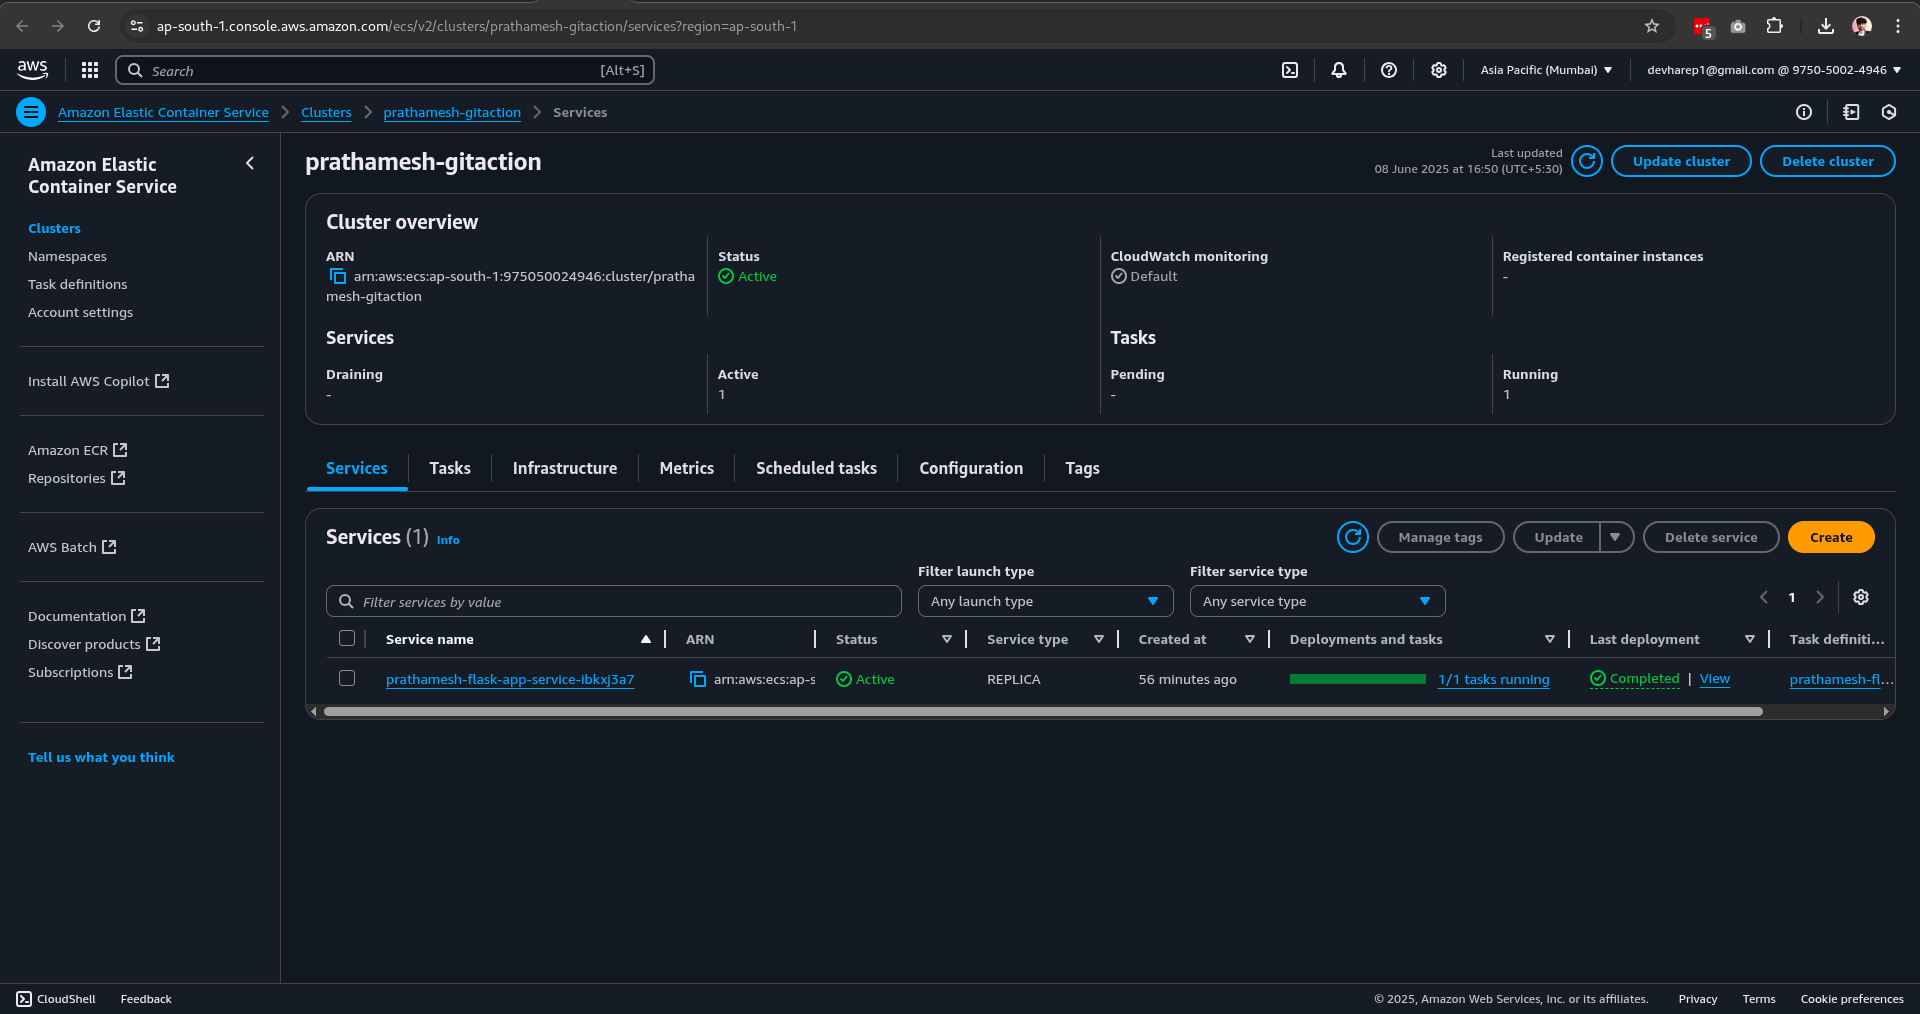 ap-south-1.console.aws.amazon.com/ecs/v2/clusters/prathamesh-gitaction/services?region=ap-south-1
5
aws
Search [Alt+S]
Asia Pacific (Mumbai)
devharep1@gmail.com @ 9750-5002-4946
Amazon Elastic Container Service
Clusters
prathamesh-gitaction
Services
Amazon Elastic
Container Service
Clusters
Namespaces
Task definitions
Account settings
Install AWS Copilot
Amazon ECR
Repositories
AWS Batch
Documentation
Discover products
Subscriptions
Tell us what you think
prathamesh-gitaction
Last updated
08 June 2025 at 16:50 (UTC+5:30)
Update cluster
Delete cluster
Cluster overview
ARN
arn:aws:ecs:ap-south-1:975050024946:cluster/pratha
mesh-gitaction
Status
Active
CloudWatch monitoring
Default
Registered container instances
-
Services
Draining
-
Active
1
Tasks
Pending
-
Running
1
Services Tasks Infrastructure Metrics Scheduled tasks Configuration Tags
Services (1) Info
Manage tags
Update
Delete service
Create
Filter services by value
Filter launch type
Any launch type
Filter service type
Any service type
1
Service name ARN Status Service type Created at Deployments and tasks Last deployment Task definiti...
prathamesh-flask-app-service-ibkxj3a7 arn:aws:ecs:ap-s Active REPLICA 56 minutes ago 1/1 tasks running Completed | View prathamesh-fl...
CloudShell Feedback
© 2025, Amazon Web Services, Inc. or its affiliates. Privacy Terms Cookie preferences